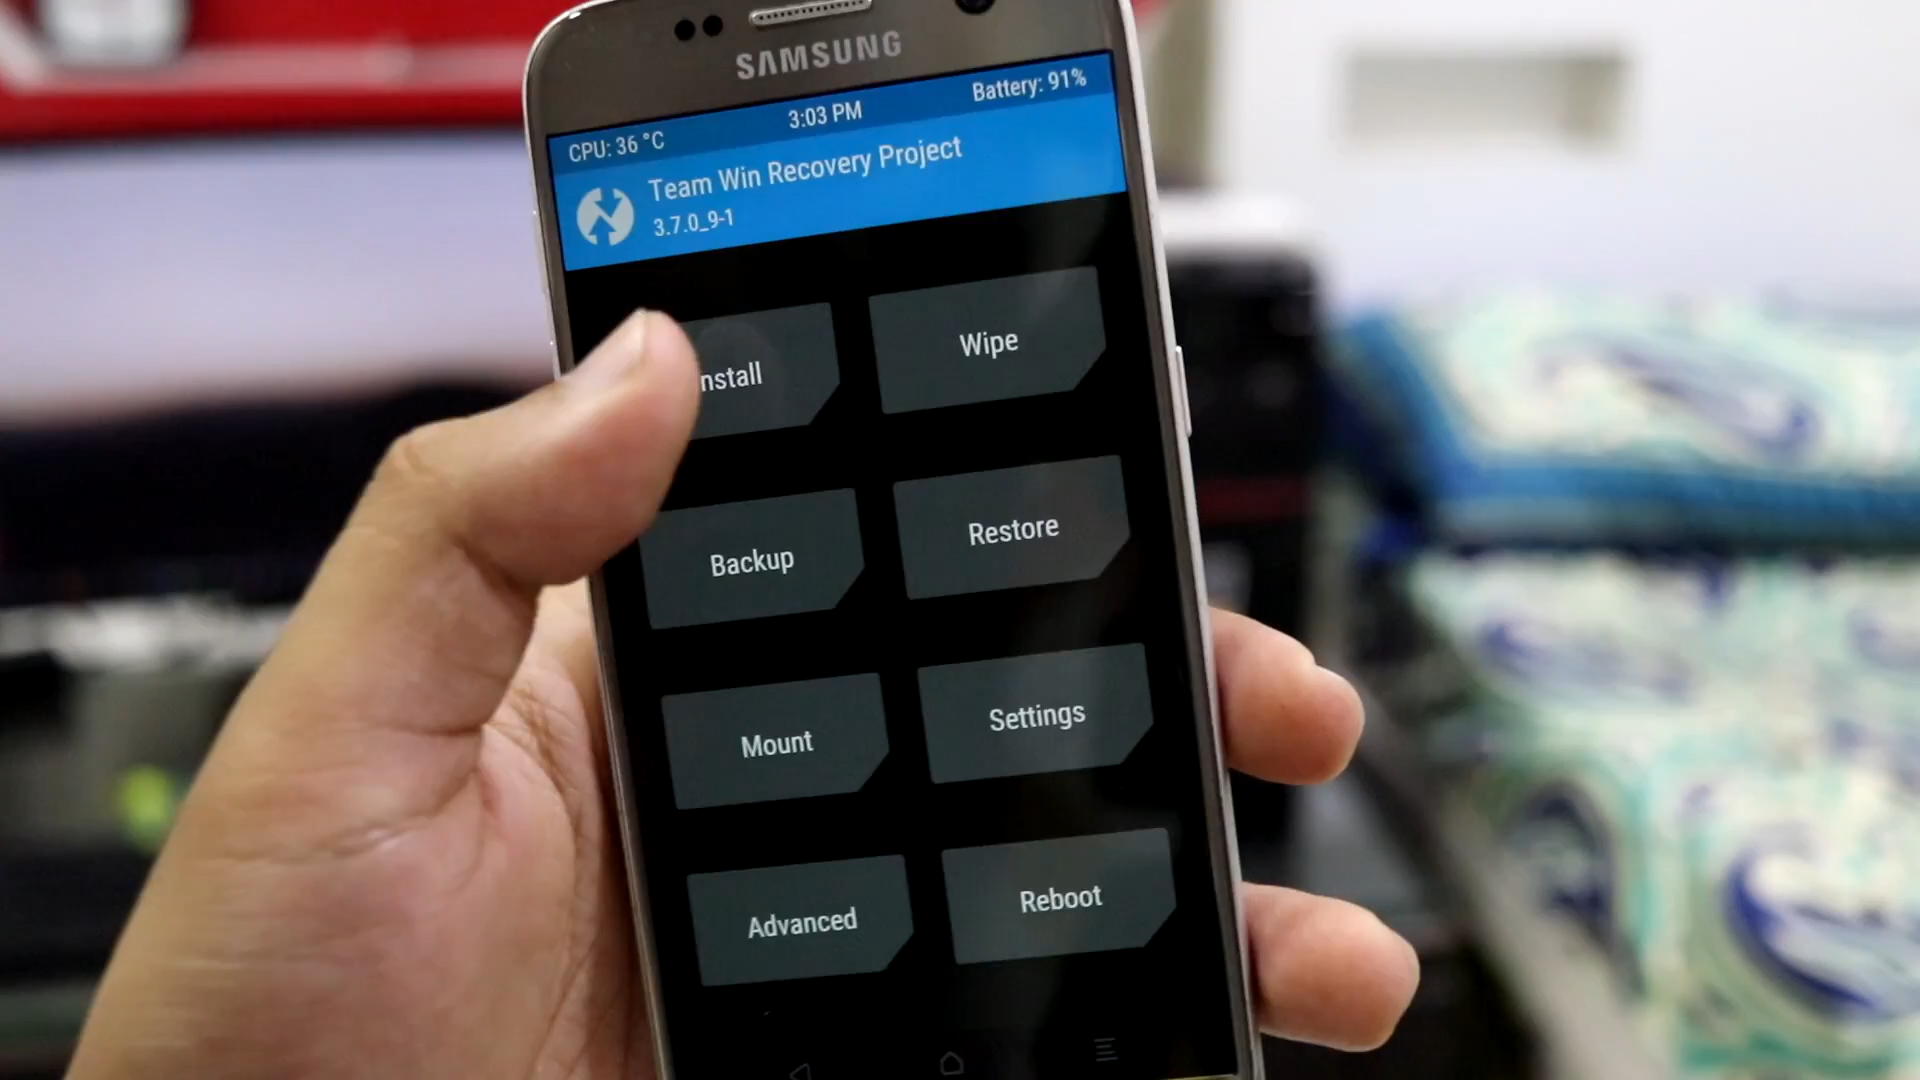 SAMSUNG
CPU: 36 °C 3:03 PM Battery: 91%
Team Win Recovery Project
3.7.0_9-1
nstall
Wipe
Backup
Restore
Mount
Settings
Advanced
Reboot